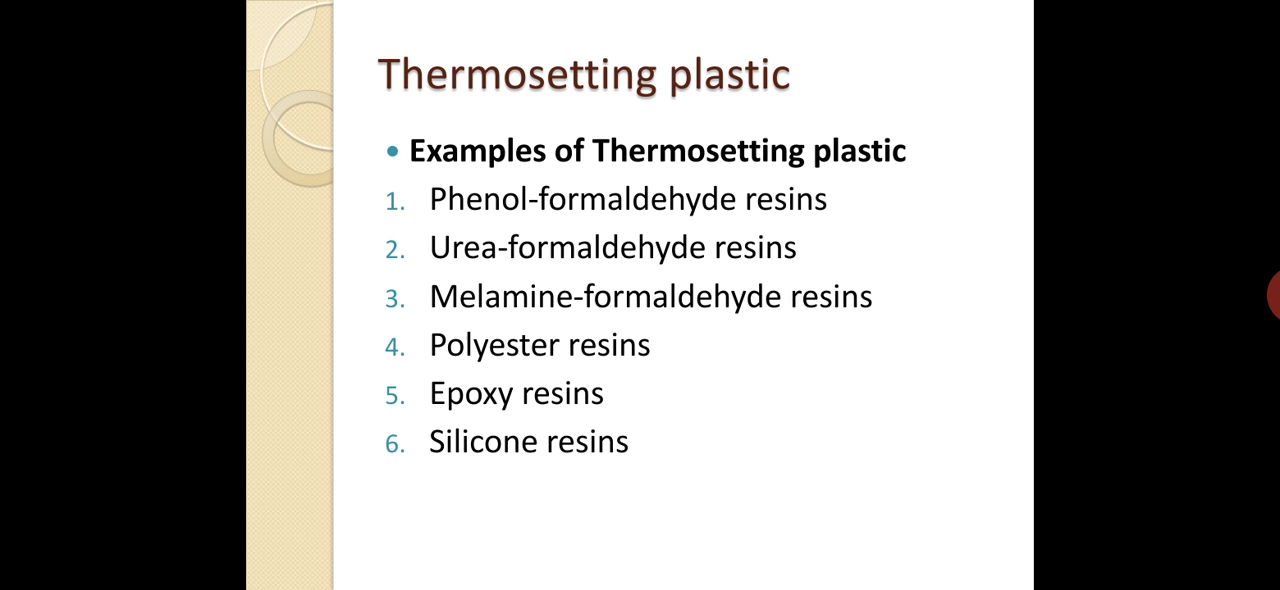 Thermosetting plastic
• Examples of Thermosetting plastic
1. Phenol-formaldehyde resins
2. Urea-formaldehyde resins
3. Melamine-formaldehyde resins
4. Polyester resins
5. Epoxy resins
6. Silicone resins